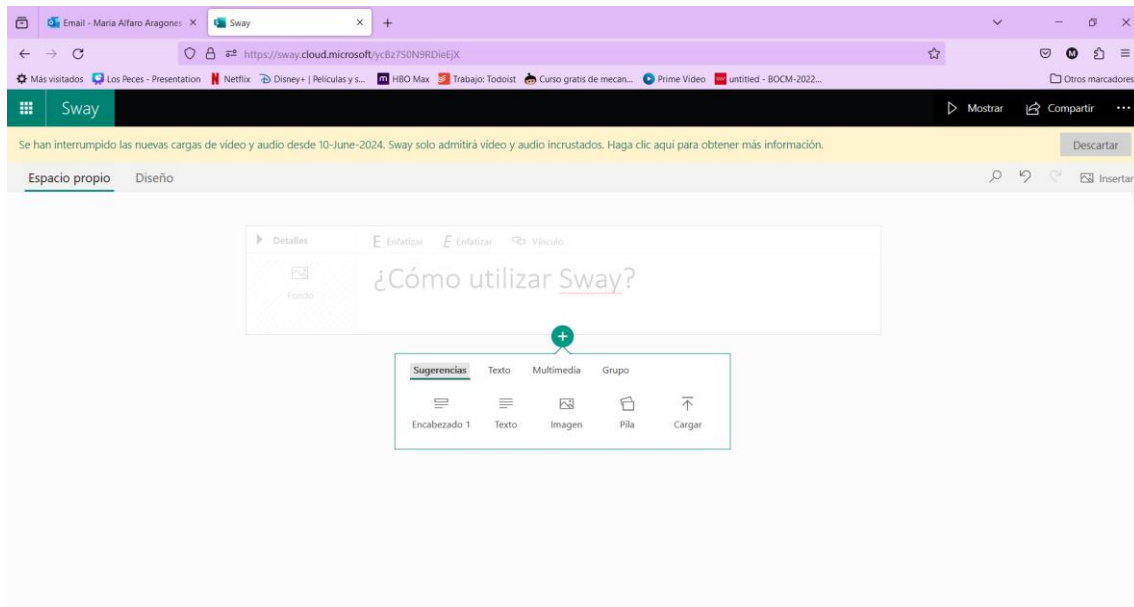 Email - Maria Alfaro Aragones
Sway
https://sway.cloud.microsoft/ycBz7S0N9RDieEjX
Más visitados Los Peces - Presentation Netflix Disney+ | Películas y s... HBO Max Trabajo: Todoist Curso gratis de mecan... Prime Video untitled - BOCM-2022... Otros marcadores
Sway Mostrar Compartir ...
Se han interrumpido las nuevas cargas de vídeo y audio desde 10-June-2024. Sway solo admitirá vídeo y audio incrustados. Haga clic aquí para obtener más información. Descartar
Espacio propio Diseño Insertar
Detalles E Enfatizar E Enfatizar Vínculo
¿Cómo utilizar Sway?
Fondo
Sugerencias Texto Multimedia Grupo
Encabezado 1 Texto Imagen Pila Cargar